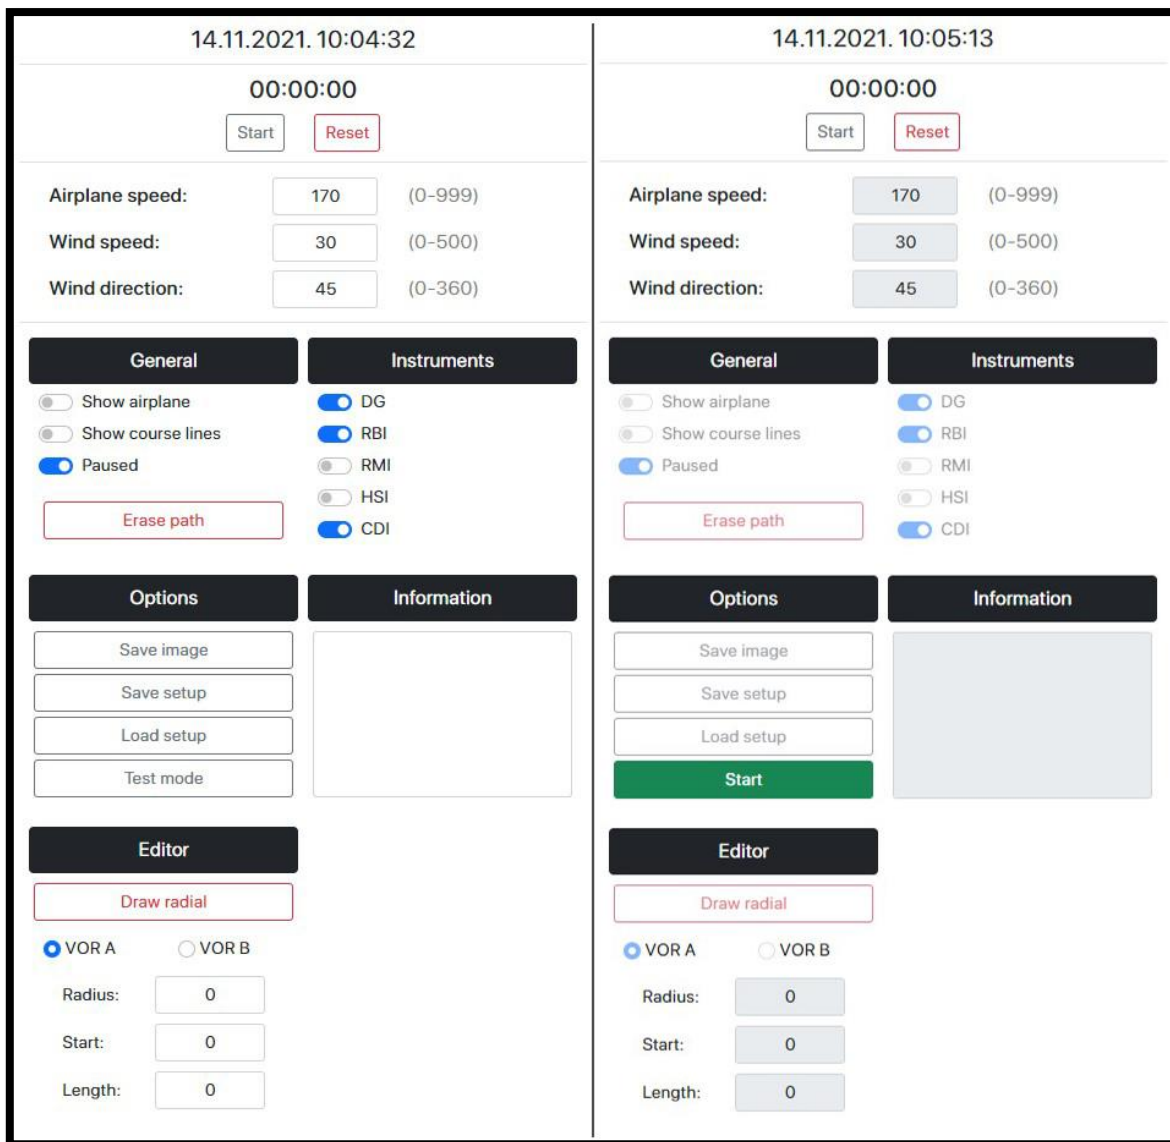 14.11.2021. 10:04:32
00:00:00
Start Reset
Airplane speed: 170 (0-999)
Wind speed: 30 (0-500)
Wind direction: 45 (0-360)
General Instruments
Show airplane DG
Show course lines RBI
Paused RMI
HSI
Erase path
CDI
Options Information
Save image
Save setup
Load setup
Test mode
Editor
Draw radial
VOR A VOR B
Radius: 0
Start: 0
Length: 0
14.11.2021. 10:05:13
00:00:00
Start Reset
Airplane speed: 170 (0-999)
Wind speed: 30 (0-500)
Wind direction: 45 (0-360)
General Instruments
Show airplane DG
Show course lines RBI
Paused RMI
HSI
Erase path
CDI
Options Information
Save image
Save setup
Load setup
Start
Editor
Draw radial
VOR A VOR B
Radius: 0
Start: 0
Length: 0